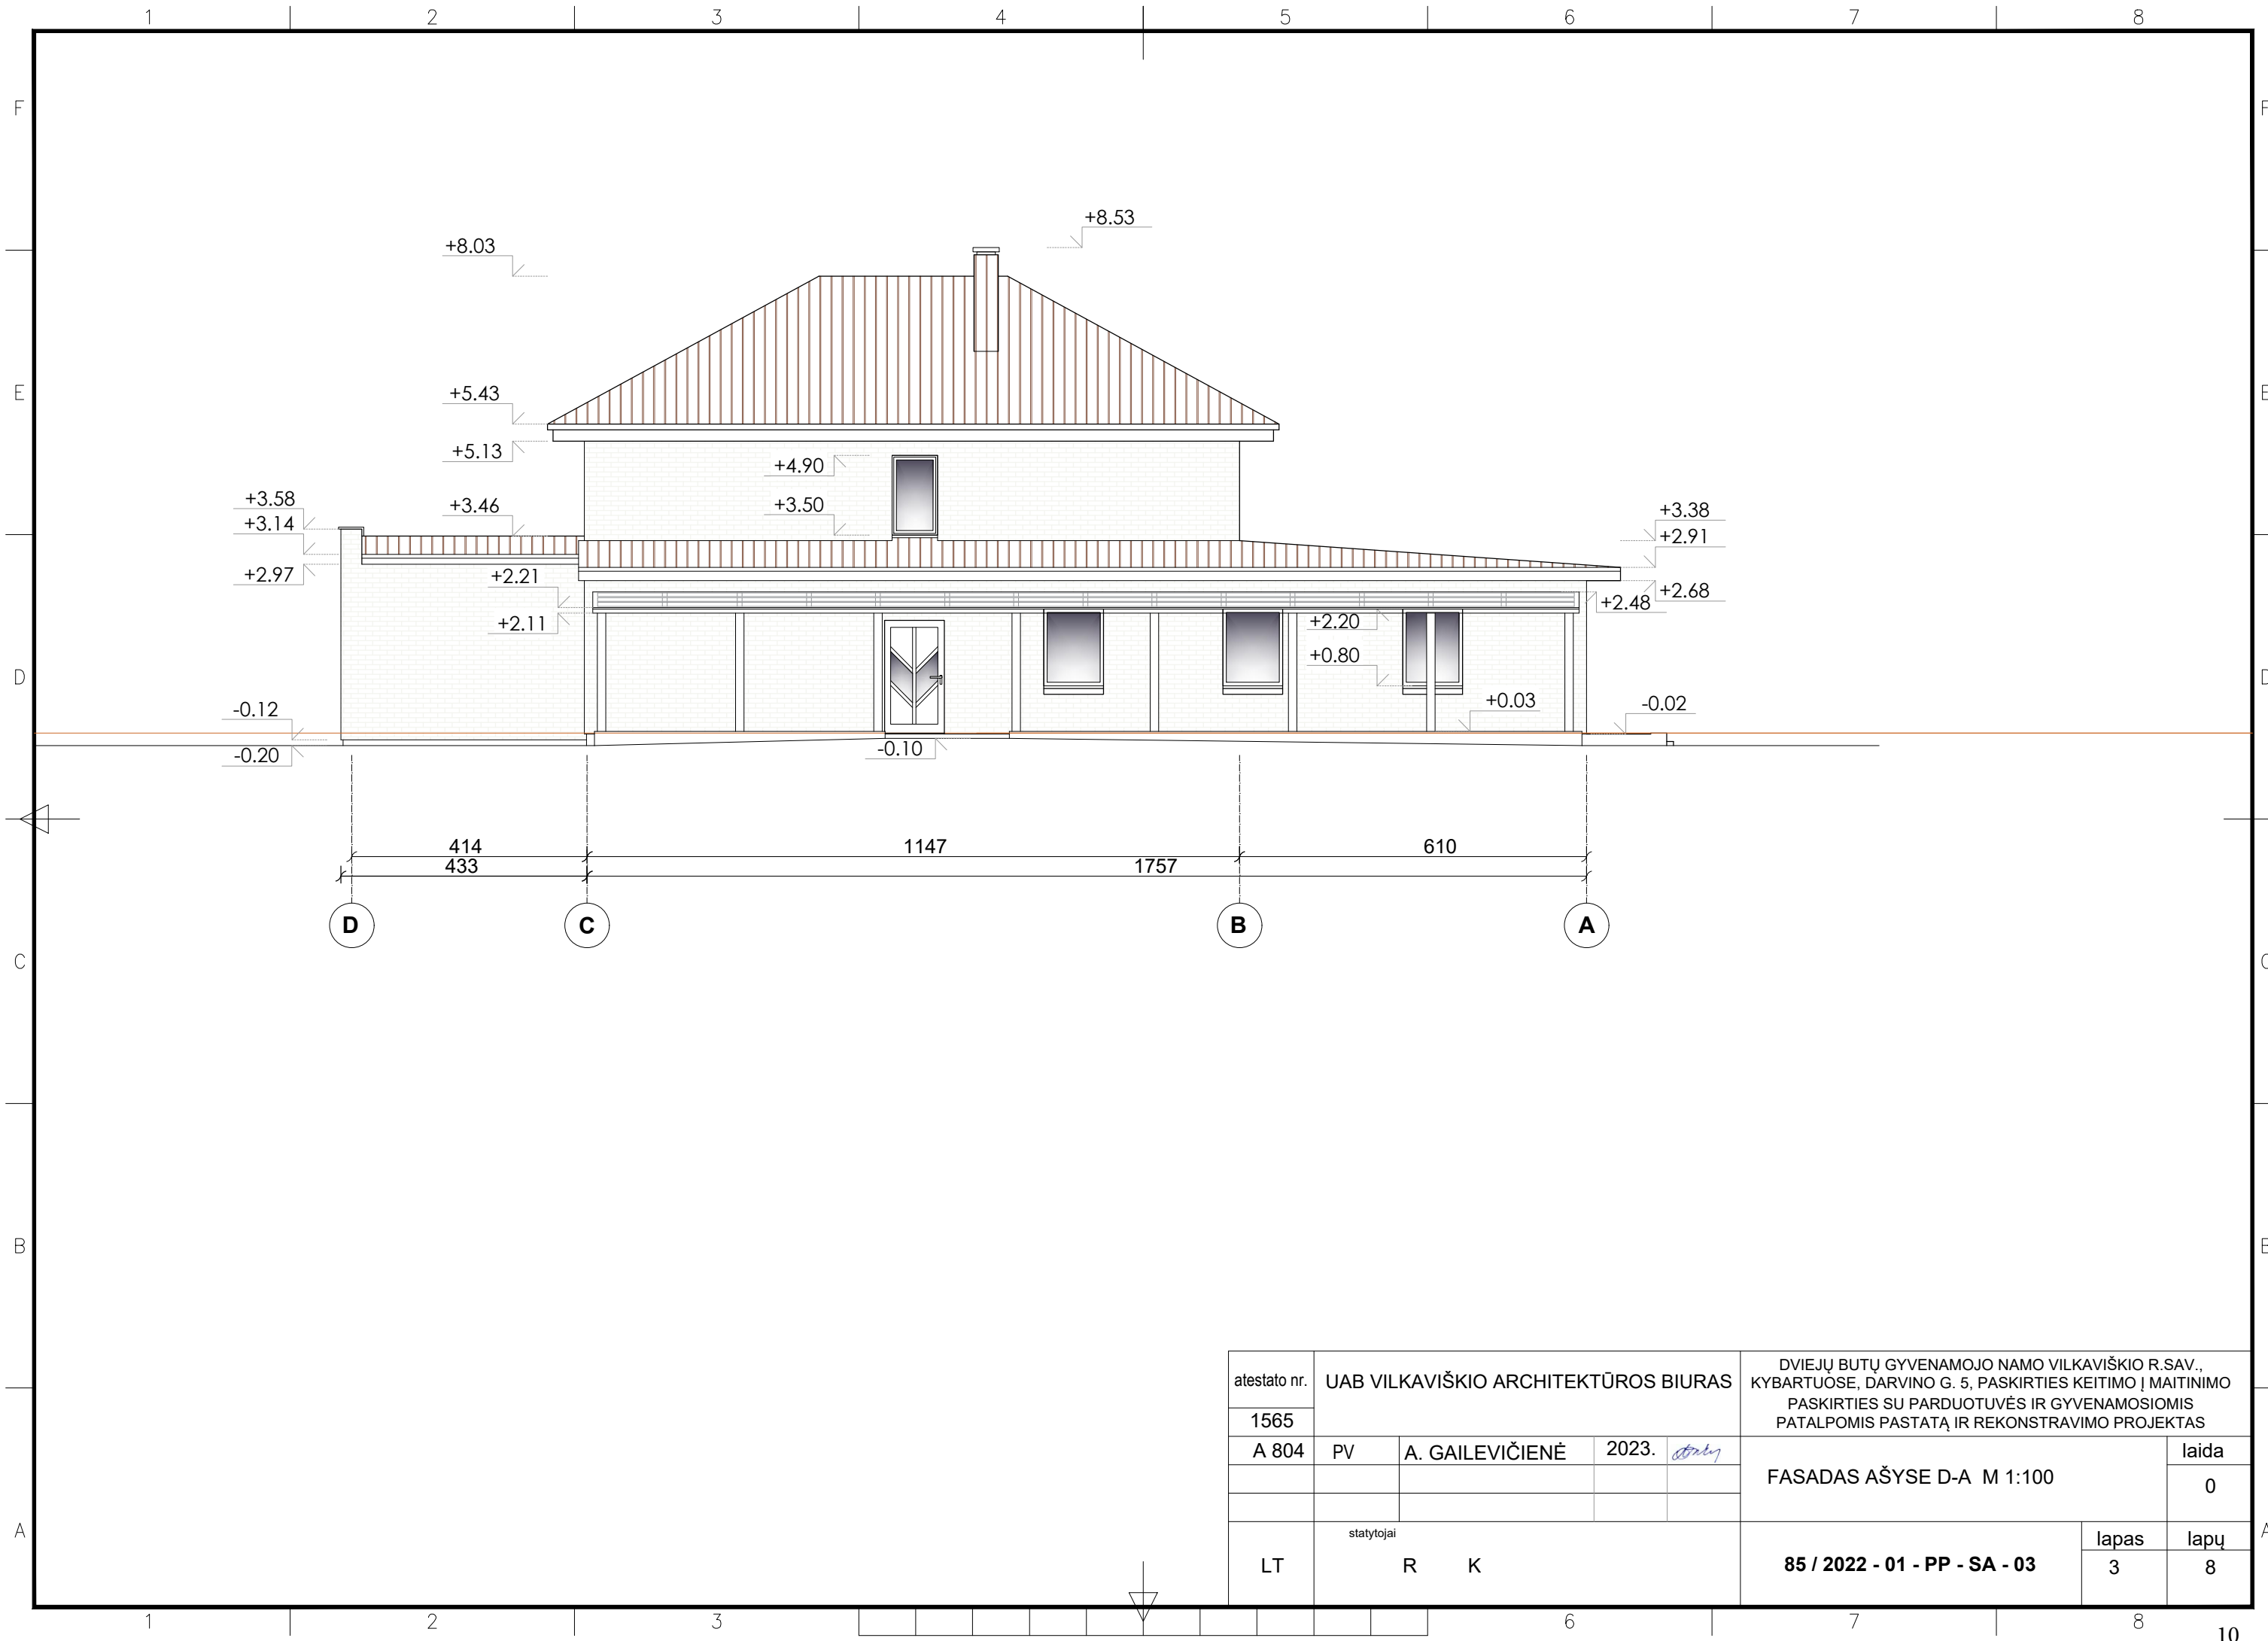 1 2 3 4 5 6 7 8
F F
+8.53
+8.03
E E
+5.43
+5.13
+4.90
+3.58
+3.46
+3.50
+3.38
+3.14
+2.91
+2.97
+2.21
+2.68
+2.48
+2.11
+2.20
+0.80
D D
+0.03
-0.02
-0.12
-0.10
-0.20
414 1147 610
433 1757
D C B A
C C
B B
atestato nr.
1565
UAB VILKAVIŠKIO ARCHITEKTŪROS BIURAS
DVIEJŲ BUTŲ GYVENAMOJO NAMO VILKAVIŠKIO R.SAV.,
KYBARTUOSE, DARVINO G. 5, PASKIRTIES KEITIMO Į MAITINIMO
PASKIRTIES SU PARDUOTUVĖS IR GYVENAMOSIOMIS
PATALPOMIS PASTATĄ IR REKONSTRAVIMO PROJEKTAS
A 804 PV A. GAILEVIČIENĖ 2023.
FASADAS AŠYSE D-A M 1:100
laida
0
A A
LT
statytojai
R K
85 / 2022 - 01 - PP - SA - 03
lapas
3
lapų
8
1 2 3 6 7 8
10